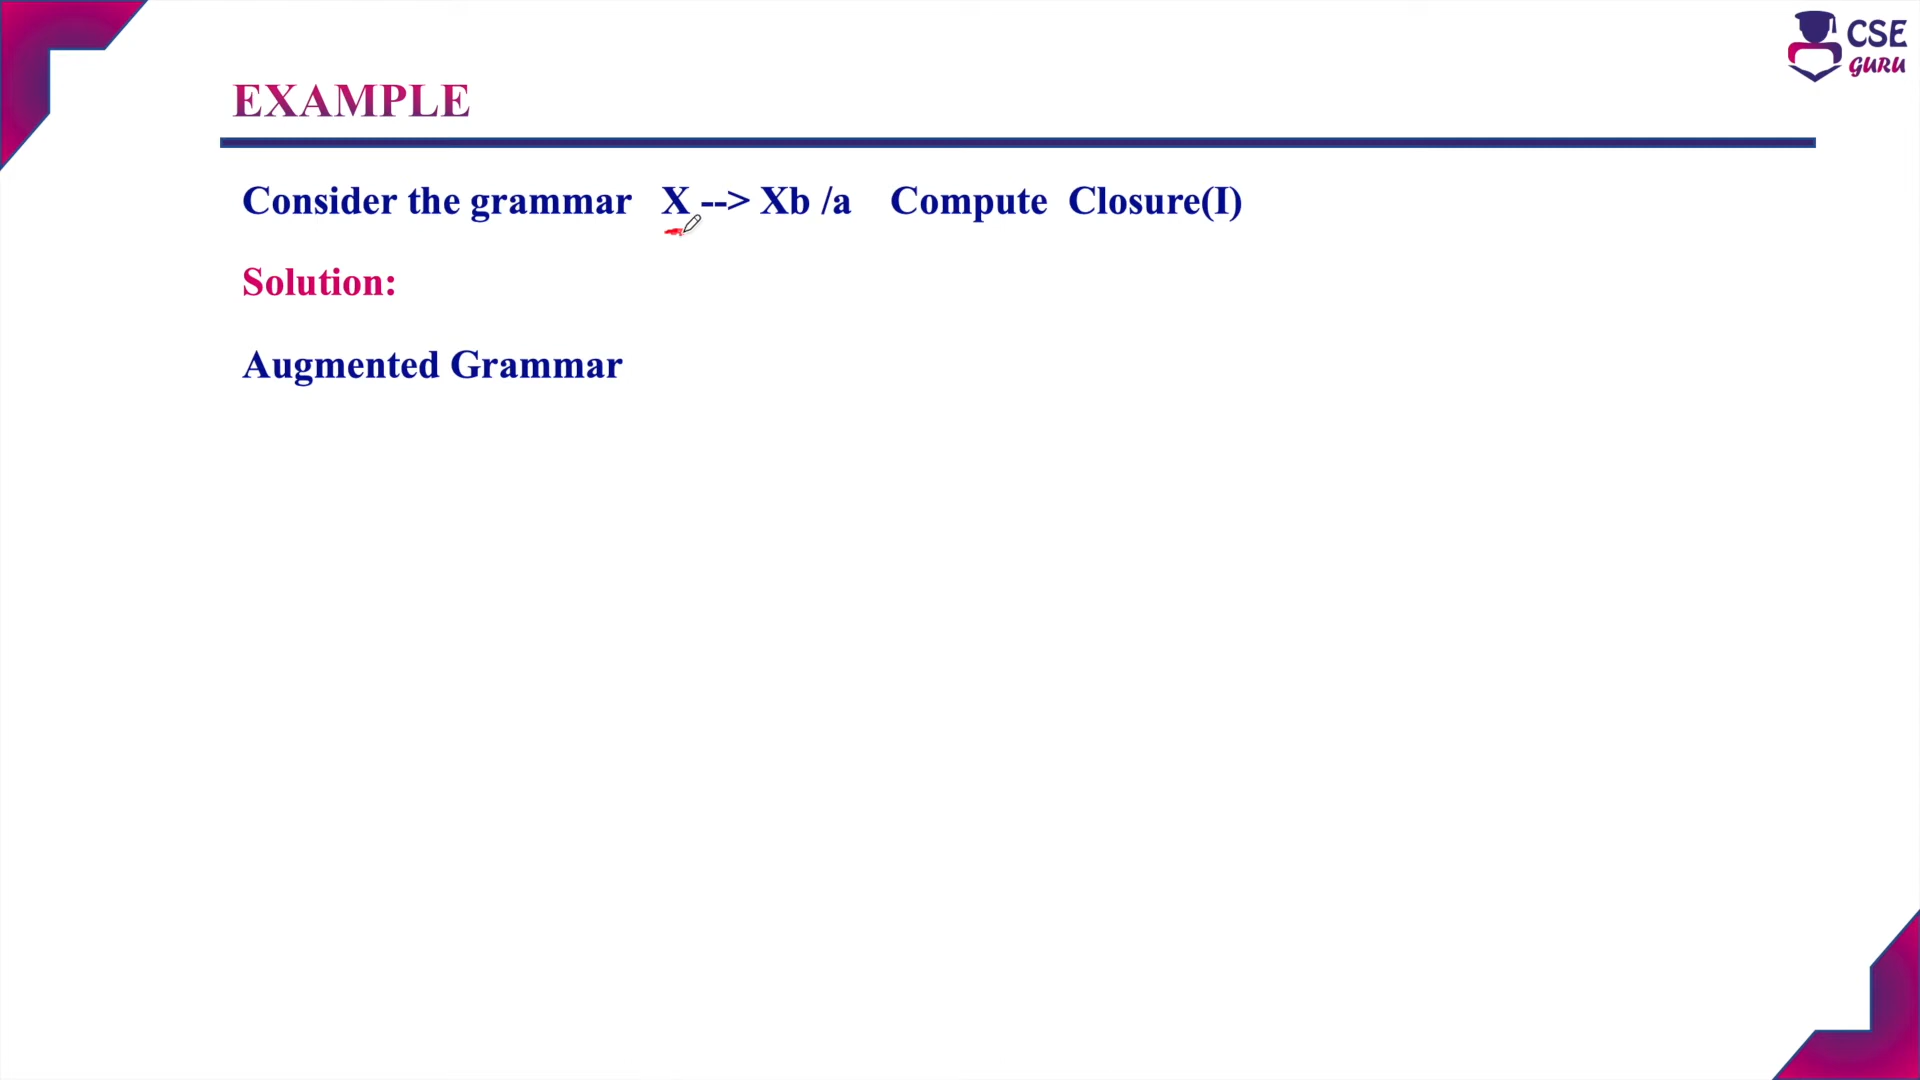 CSE
GURU
EXAMPLE
Consider the grammar X --> Xb /a Compute Closure(I)
Solution:
Augmented Grammar